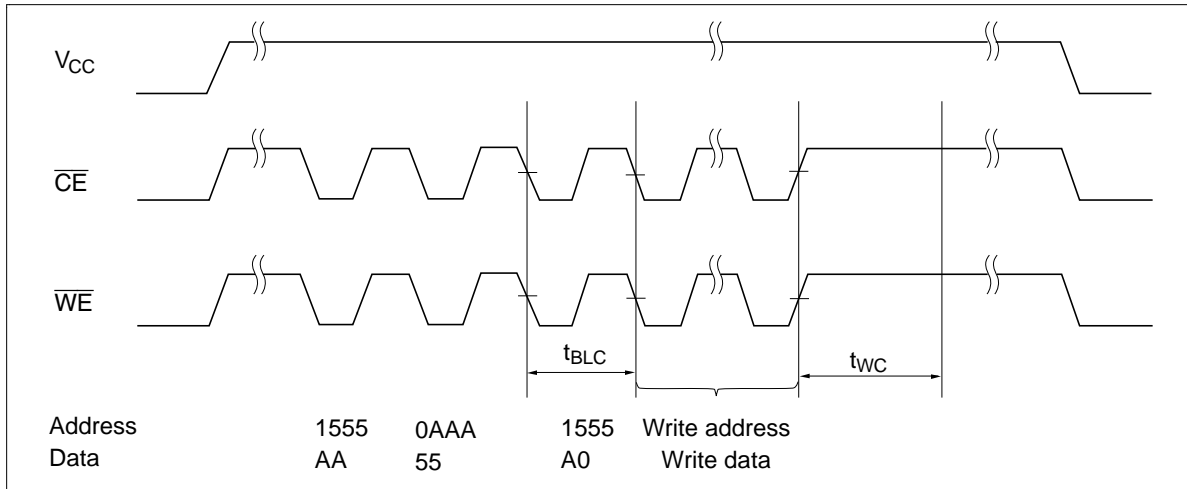 VCC
CE
WE
tBLC
tWC
Address 1555 0AAA 1555 Write address
Data AA 55 A0 Write data